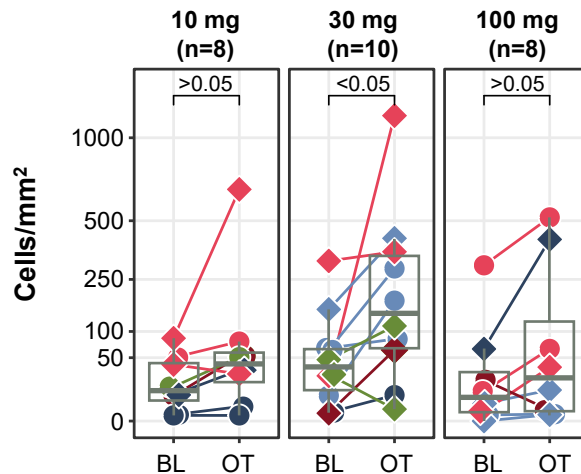 10 mg 30 mg 100 mg
(n=8) (n=10) (n=8)
>0.05 <0.05 >0.05
Cells/mm²
1000
500
250
100
50
0
BL OT BL OT BL OT